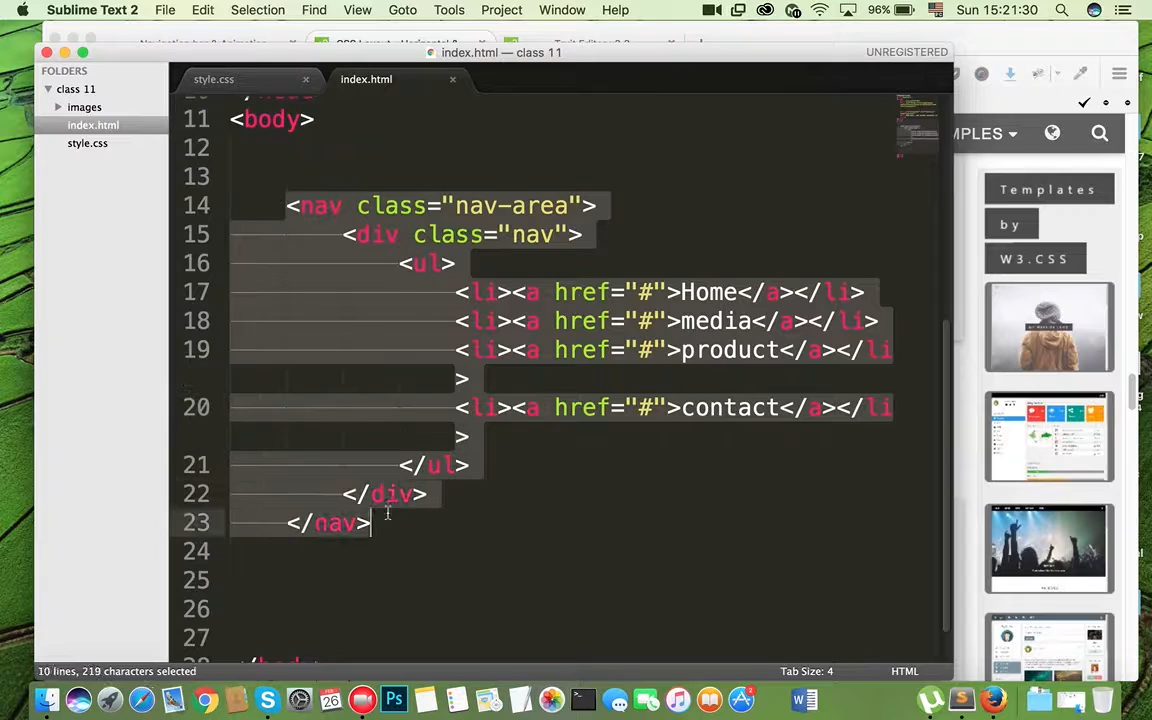 Sublime Text 2 File Edit Selection Find View Goto Tools Project Window Help 96% Sun 15:21:30
index.html — class 11 UNREGISTERED
FOLDERS
class 11
images
index.html
style.css
style.css × index.html ×
11 <body>
12
13
14 <nav class="nav-area">
15 <div class="nav">
16 <ul>
17 <li><a href="#">Home</a></li>
18 <li><a href="#">media</a></li>
19 <li><a href="#">product</a></li
>
20 <li><a href="#">contact</a></li
>
21 </ul>
22 </div>
23 </nav>
24
25
26
27
10 lines, 219 characters selected Tab Size: 4 HTML
MPLES
Templates
by
W3.CSS
FEB
26
Ps
W